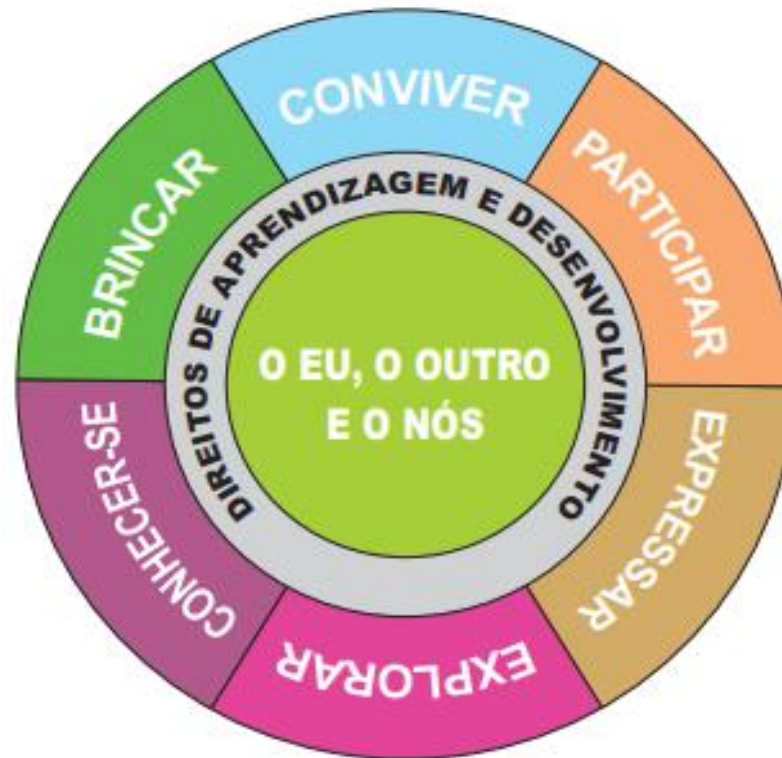 CONVIVER
PARTICIPAR
EXPRESSAR
EXPLORAR
CONHECER-SE
BRINCAR
DIREITOS DE APRENDIZAGEM E DESENVOLVIMENTO
O EU, O OUTRO
E O NÓS